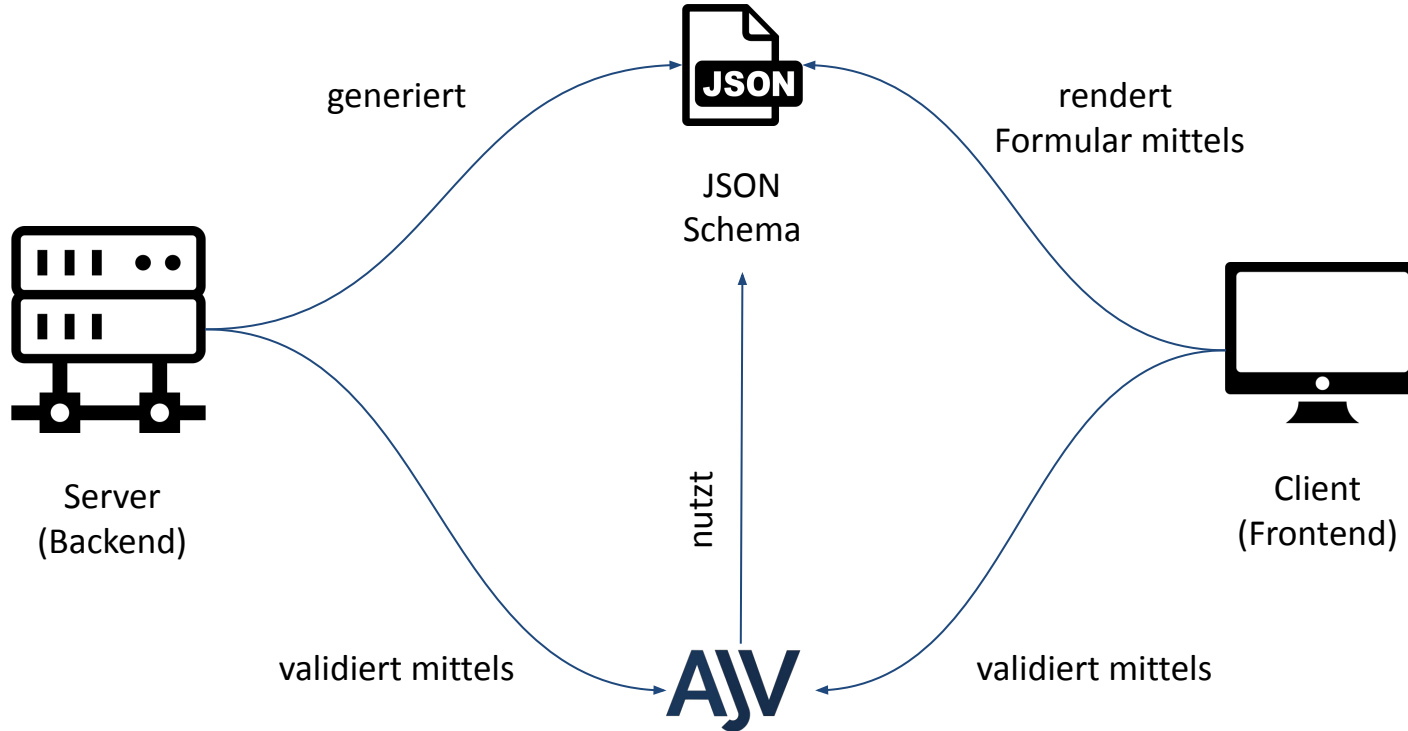 JSON
generiert
rendert
Formular mittels
JSON
Schema
nutzt
Server
(Backend)
Client
(Frontend)
validiert mittels
AJV
validiert mittels